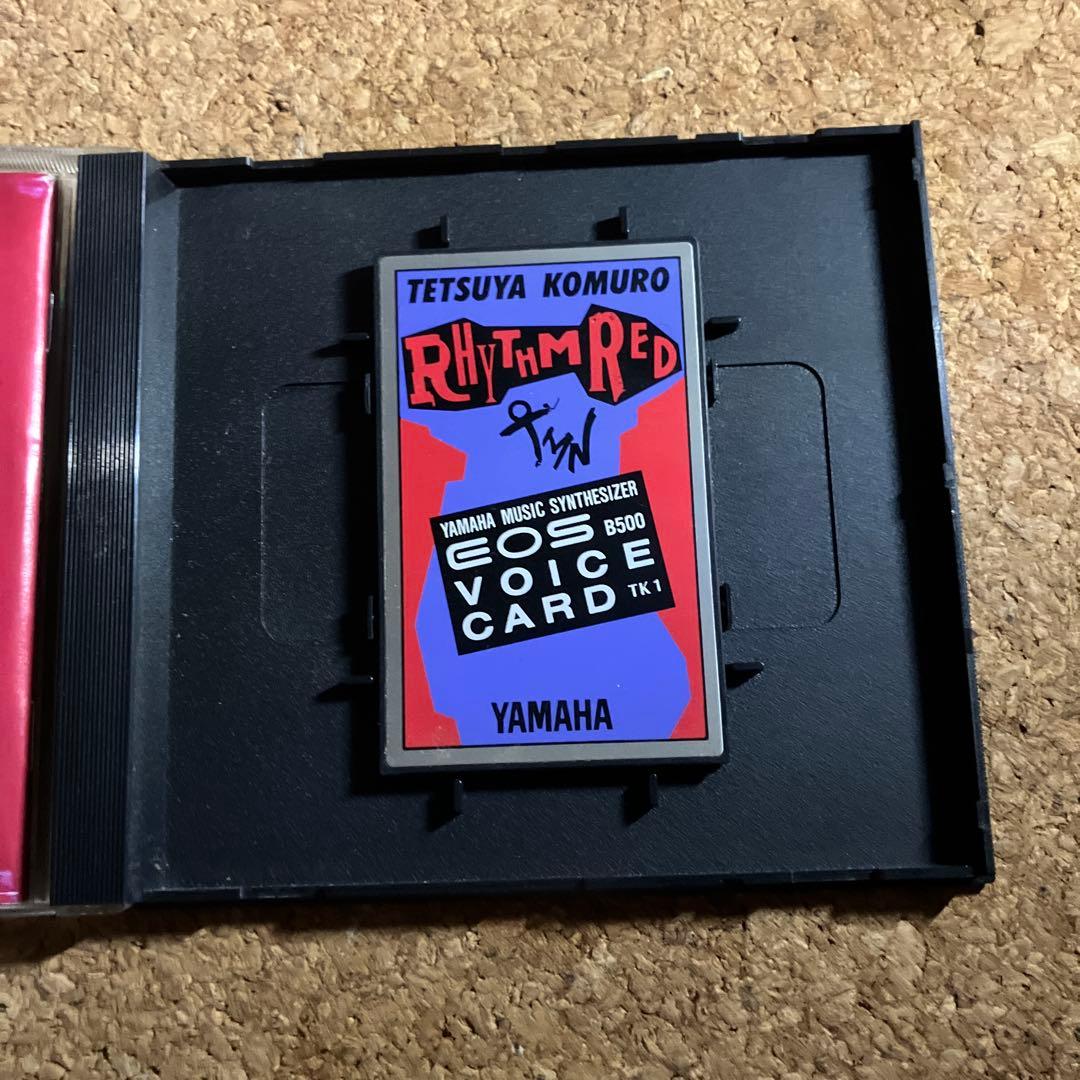 TETSUYA KOMURO
RHYTHM RED
TMN
YAMAHA MUSIC SYNTHESIZER
EOS B500
VOICE
CARD TK1
YAMAHA